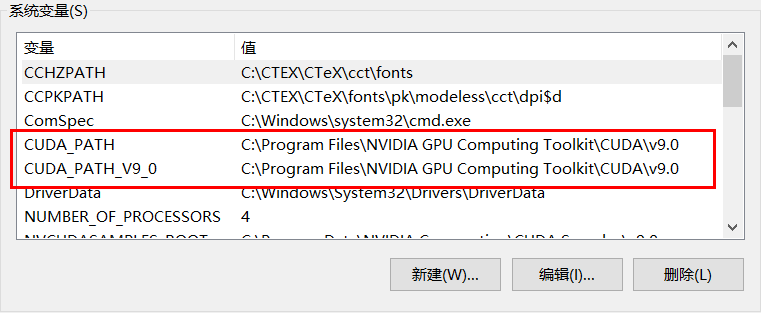 系统变量(S)
变量 值
CCHZPATH C:\CTEX\CTeX\cct\fonts
CCPKPATH C:\CTEX\CTeX\fonts\pk\modeless\cct\dpi$d
ComSpec C:\Windows\system32\cmd.exe
CUDA_PATH C:\Program Files\NVIDIA GPU Computing Toolkit\CUDA\v9.0
CUDA_PATH_V9_0 C:\Program Files\NVIDIA GPU Computing Toolkit\CUDA\v9.0
DriverData C:\Windows\System32\Drivers\DriverData
NUMBER_OF_PROCESSORS 4
新建(W)... 编辑(I)... 删除(L)